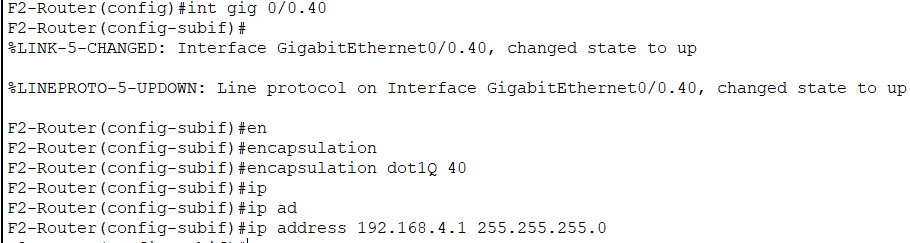 F2-Router(config)#int gig 0/0.40
F2-Router(config-subif)#
%LINK-5-CHANGED: Interface GigabitEthernet0/0.40, changed state to up
%LINEPROTO-5-UPDOWN: Line protocol on Interface GigabitEthernet0/0.40, changed state to up
F2-Router(config-subif)#en
F2-Router(config-subif)#encapsulation
F2-Router(config-subif)#encapsulation dot1Q 40
F2-Router(config-subif)#ip
F2-Router(config-subif)#ip ad
F2-Router(config-subif)#ip address 192.168.4.1 255.255.255.0